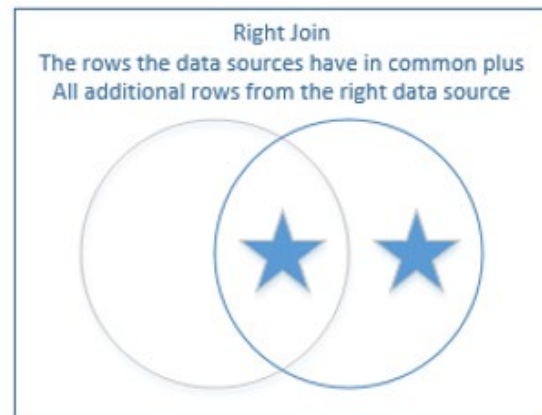 Right Join
The rows the data sources have in common plus
All additional rows from the right data source